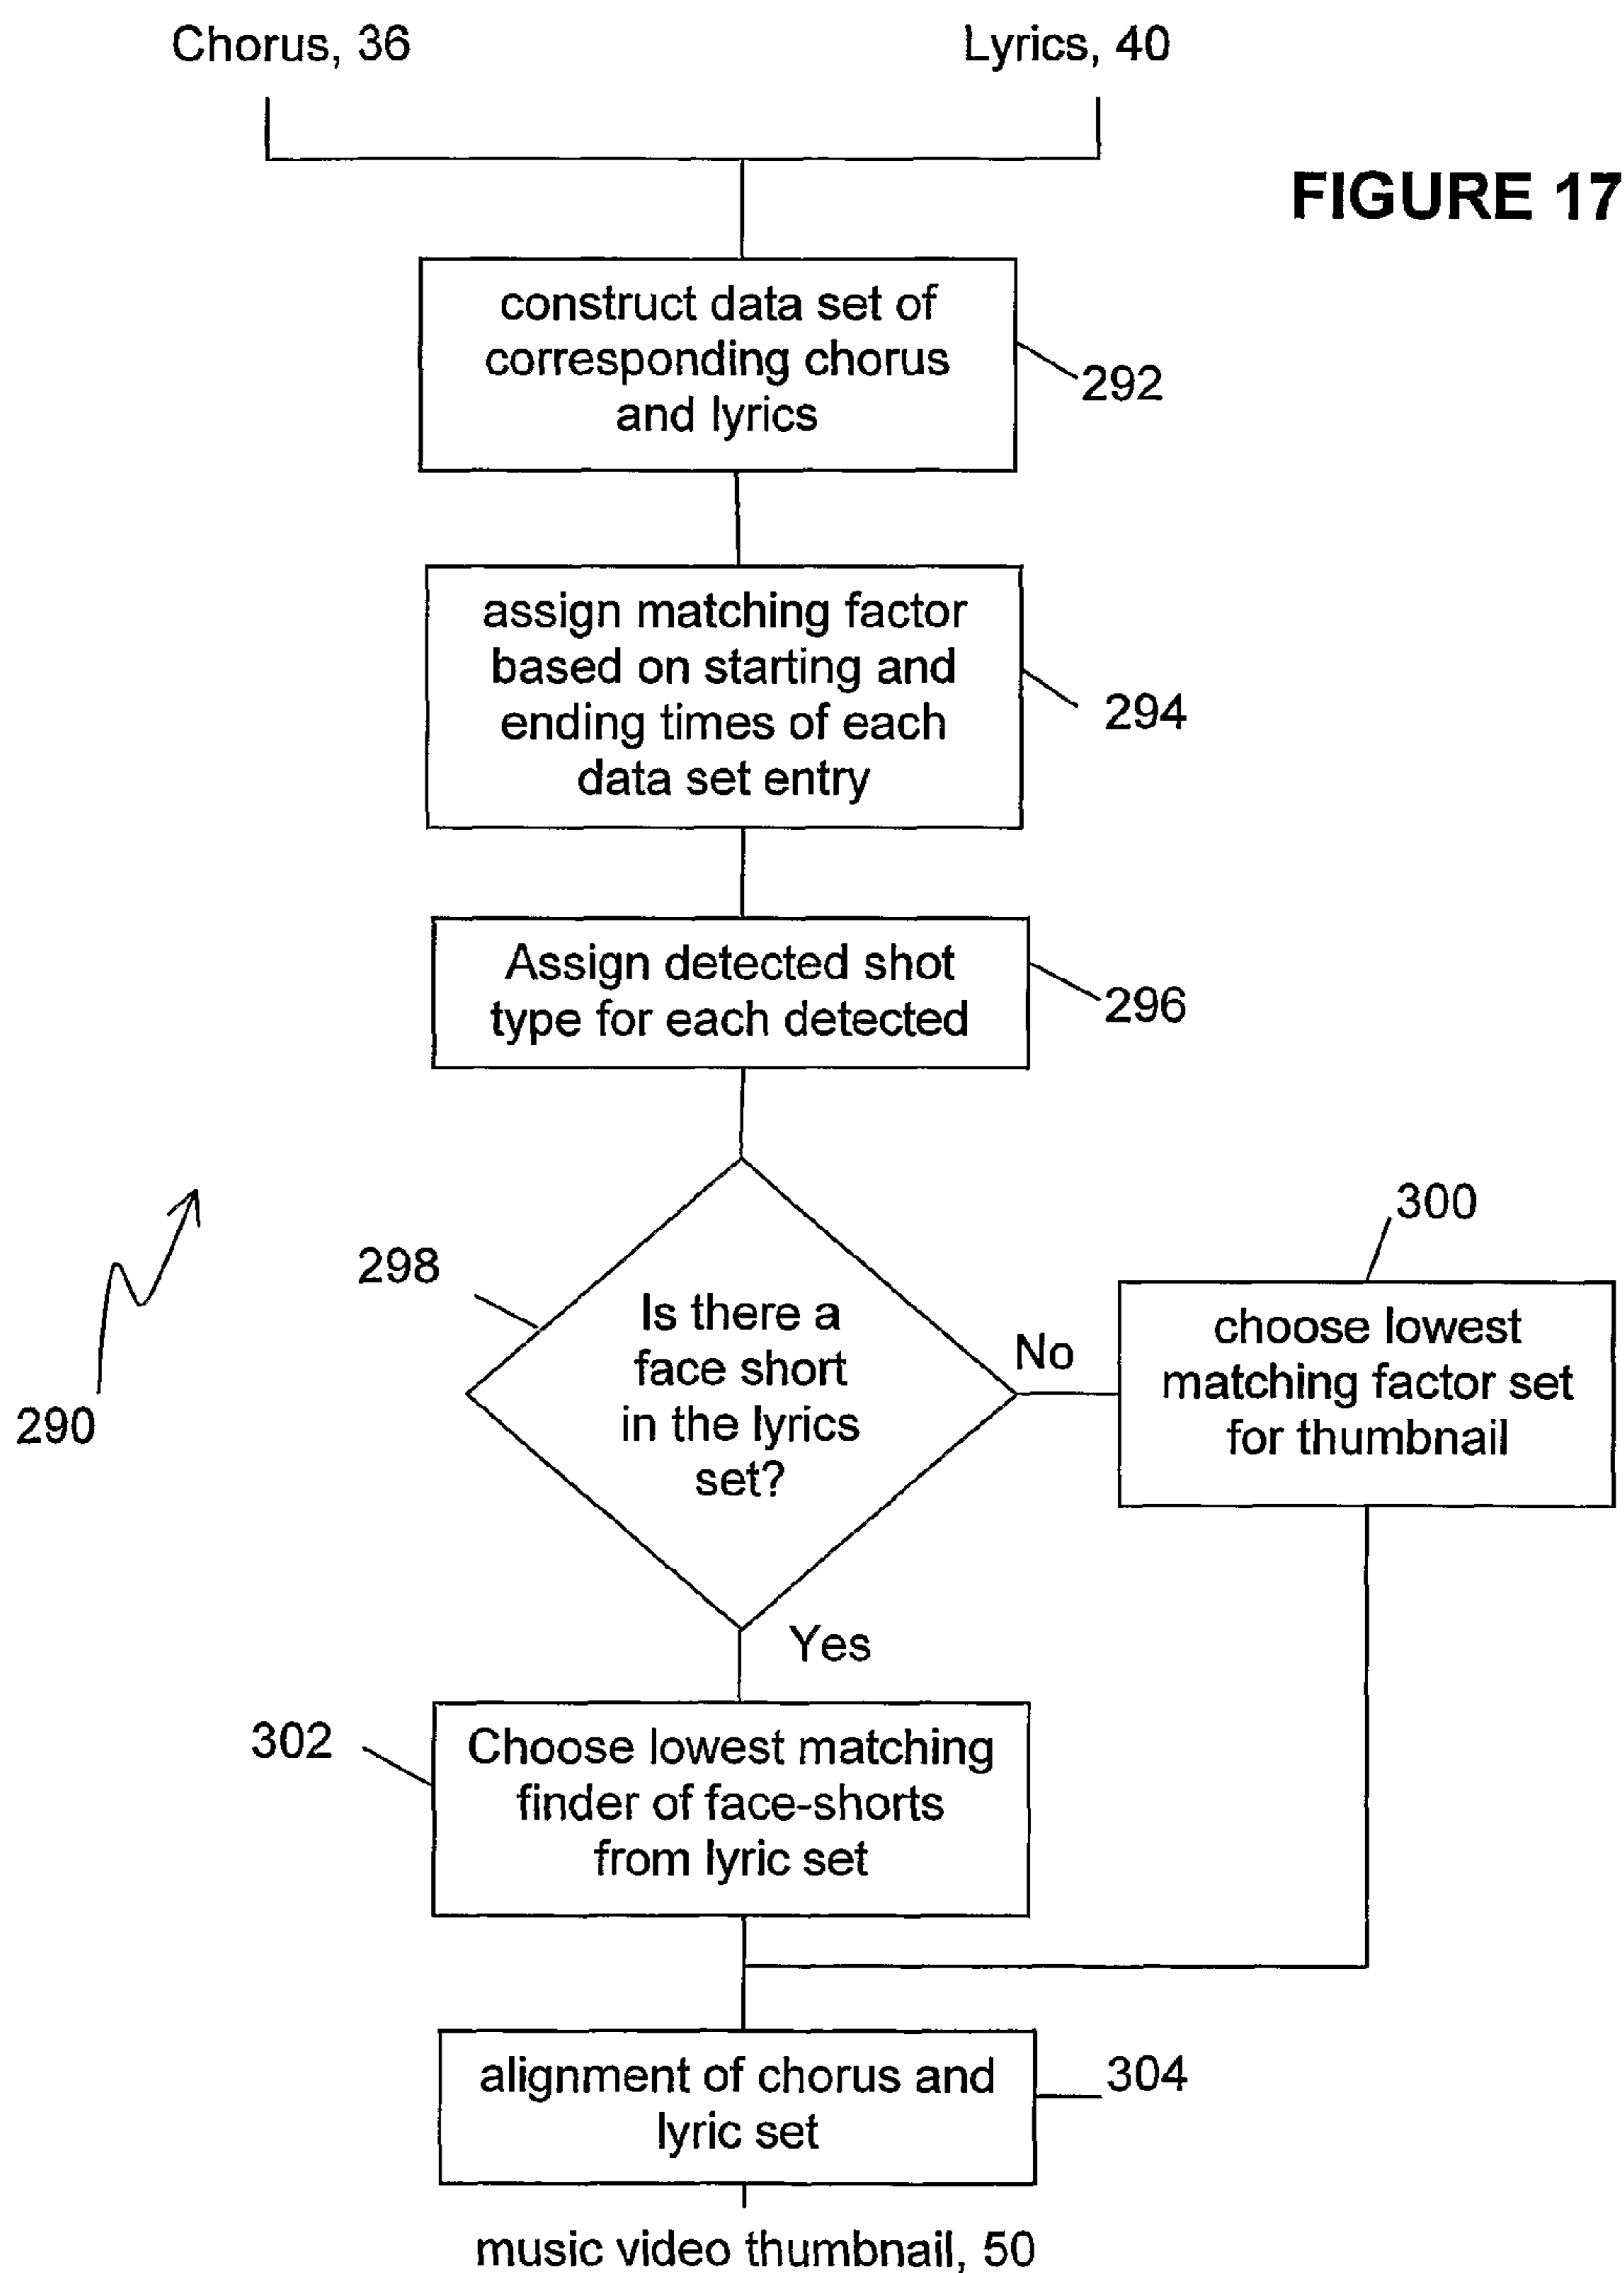 Chorus, 36
Lyrics, 40
FIGURE 17
construct data set of
corresponding chorus
and lyrics
292
assign matching factor
based on starting and
ending times of each
data set entry
294
Assign detected shot
type for each detected
296
298
Is there a
face short
in the lyrics
set?
No
300
choose lowest
matching factor set
for thumbnail
290
Yes
302
Choose lowest matching
finder of face-shorts
from lyric set
alignment of chorus and
lyric set
304
music video thumbnail, 50